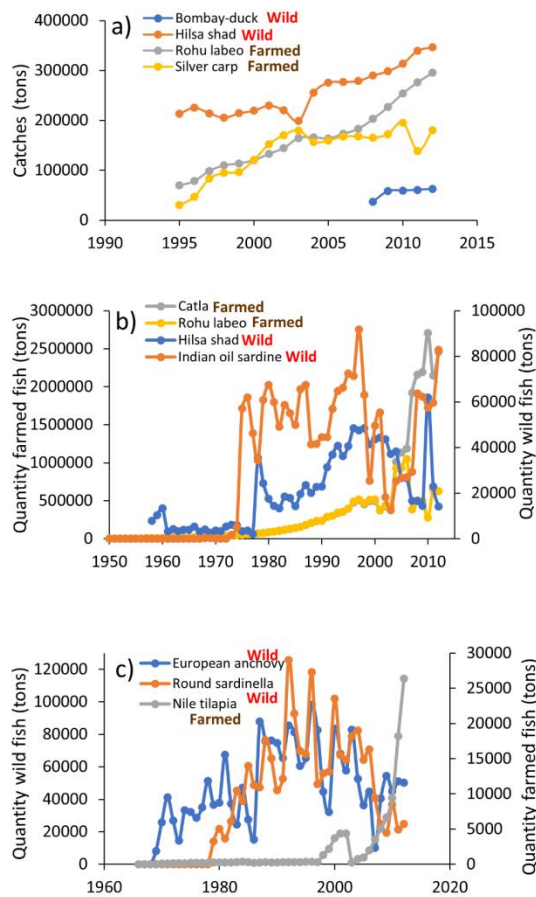 a)
Bombay-duck Wild
Hilsa shad Wild
Rohu labeo Farmed
Silver carp Farmed
Catches (tons)
400000
300000
200000
100000
0
1990 1995 2000 2005 2010 2015
b)
Catla Farmed
Rohu labeo Farmed
Hilsa shad Wild
Indian oil sardine Wild
Quantity farmed fish (tons)
3000000
2500000
2000000
1500000
1000000
500000
0
100000
80000
60000
40000
20000
0
Quantity wild fish (tons)
1950 1960 1970 1980 1990 2000 2010
c)
Wild
European anchovy
Round sardinella
Wild
Nile tilapia
Farmed
Quantity wild fish (tons)
120000
100000
80000
60000
40000
20000
0
30000
25000
20000
15000
10000
5000
0
Quantity farmed fish (tons)
1960 1980 2000 2020